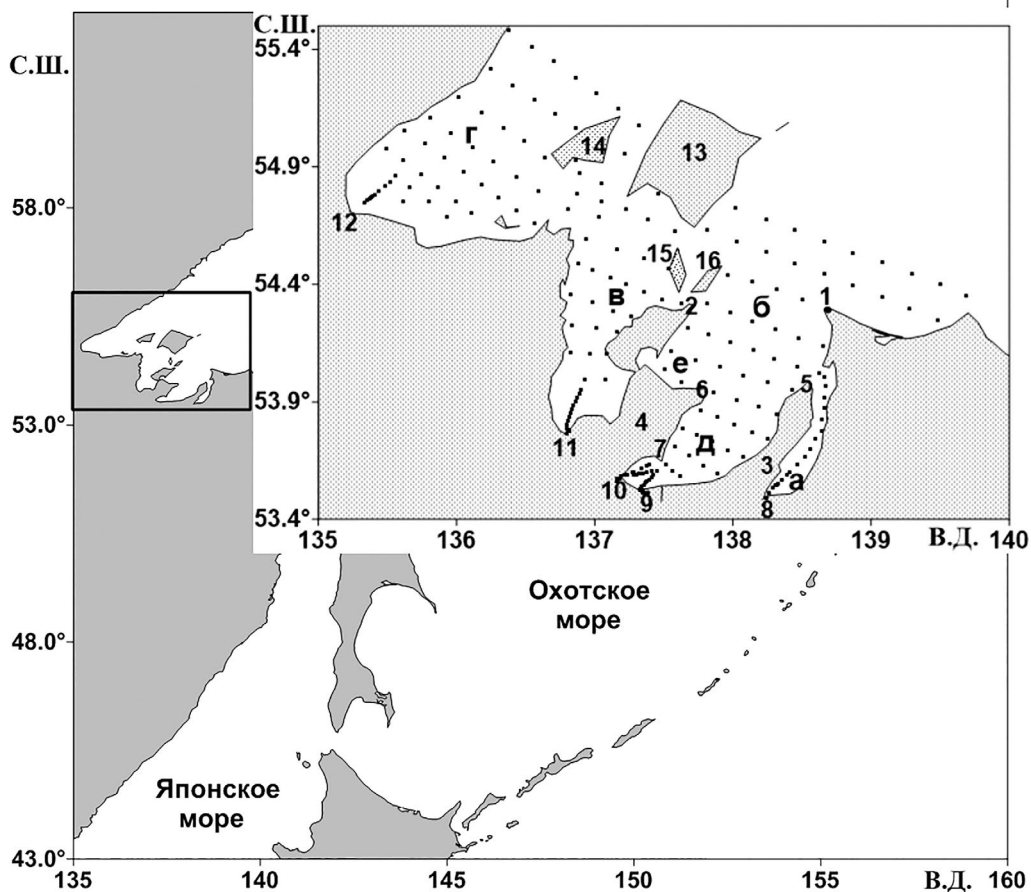 С.Ш.
55.4°
54.9°
54.4°
53.9°
53.4°
135
136
137
138
139
140
В.Д.
г
14
13
12
15
16
в
2
б
1
е
6
5
4
11
7
д
3
10
9
а
8
С.Ш.
58.0°
53.0°
48.0°
43.0°
Охотское
море
Японское
море
135
140
145
150
155
160
В.Д.